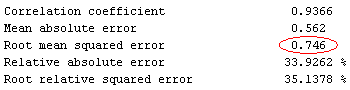 Correlation coefficient 0.9366
Mean absolute error 0.562
Root mean squared error 0.746
Relative absolute error 33.9262 %
Root relative squared error 35.1378 %